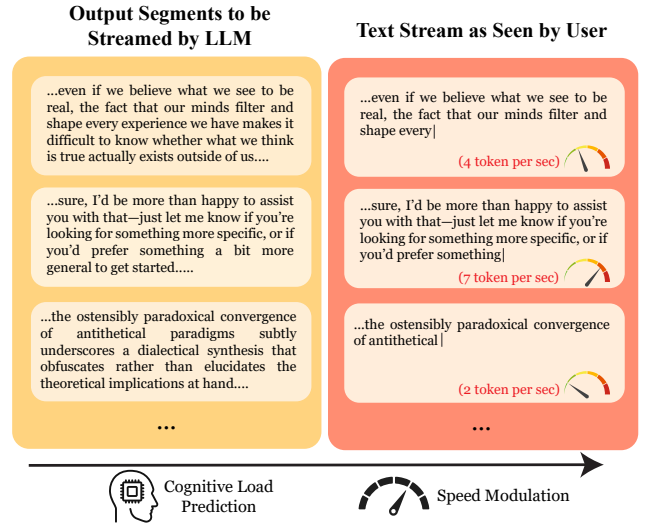 Output Segments to be
Streamed by LLM
...even if we believe what we see to be
real, the fact that our minds filter and
shape every experience we have makes it
difficult to know whether what we think
is true actually exists outside of us....
...sure, I'd be more than happy to assist
you with that—just let me know if you're
looking for something more specific, or if
you'd prefer something a bit more
general to get started.....
...the ostensibly paradoxical convergence
of antithetical paradigms subtly
underscores a dialectical synthesis that
obfuscates rather than elucidates the
theoretical implications at hand....
...
Text Stream as Seen by User
...even if we believe what we see to be
real, the fact that our minds filter and
shape every|
(4 token per sec)
...sure, I'd be more than happy to assist
you with that—just let me know if you're
looking for something more specific, or if
you'd prefer something|
(7 token per sec)
...the ostensibly paradoxical convergence
of antithetical|
(2 token per sec)
...
Cognitive Load
Prediction
Speed Modulation